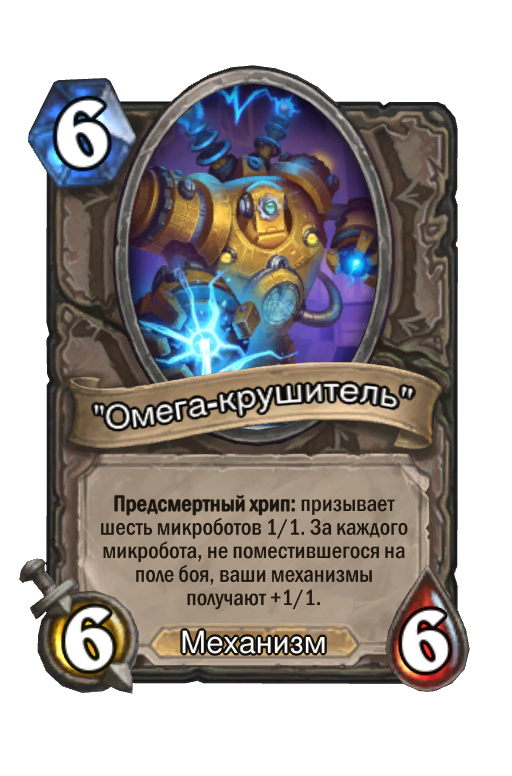 6
"Омега-крушитель"
Предсмертный хрип: призывает
шесть микроботов 1/1. За каждого
микробота, не поместившегося на
поле боя, ваши механизмы
получают +1/1.
6
Механизм
6